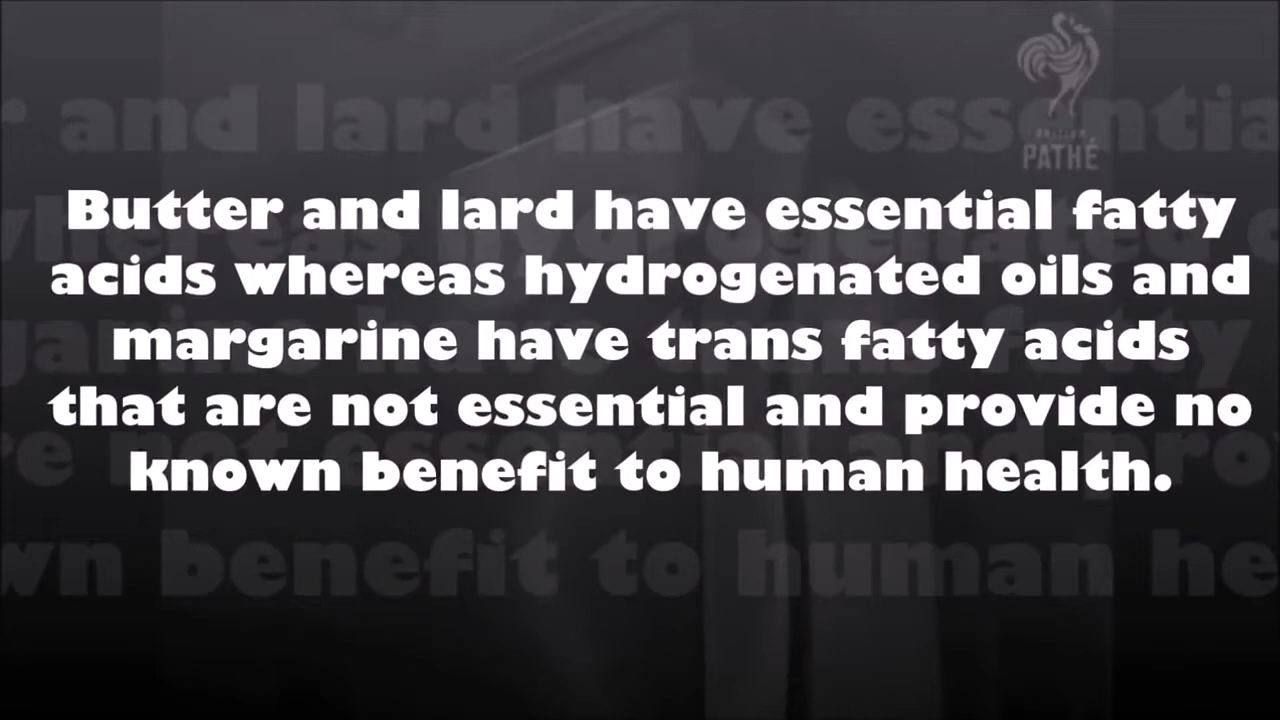 BRITISH
PATHÉ
Butter and lard have essential fatty
acids whereas hydrogenated oils and
margarine have trans fatty acids
that are not essential and provide no
known benefit to human health.